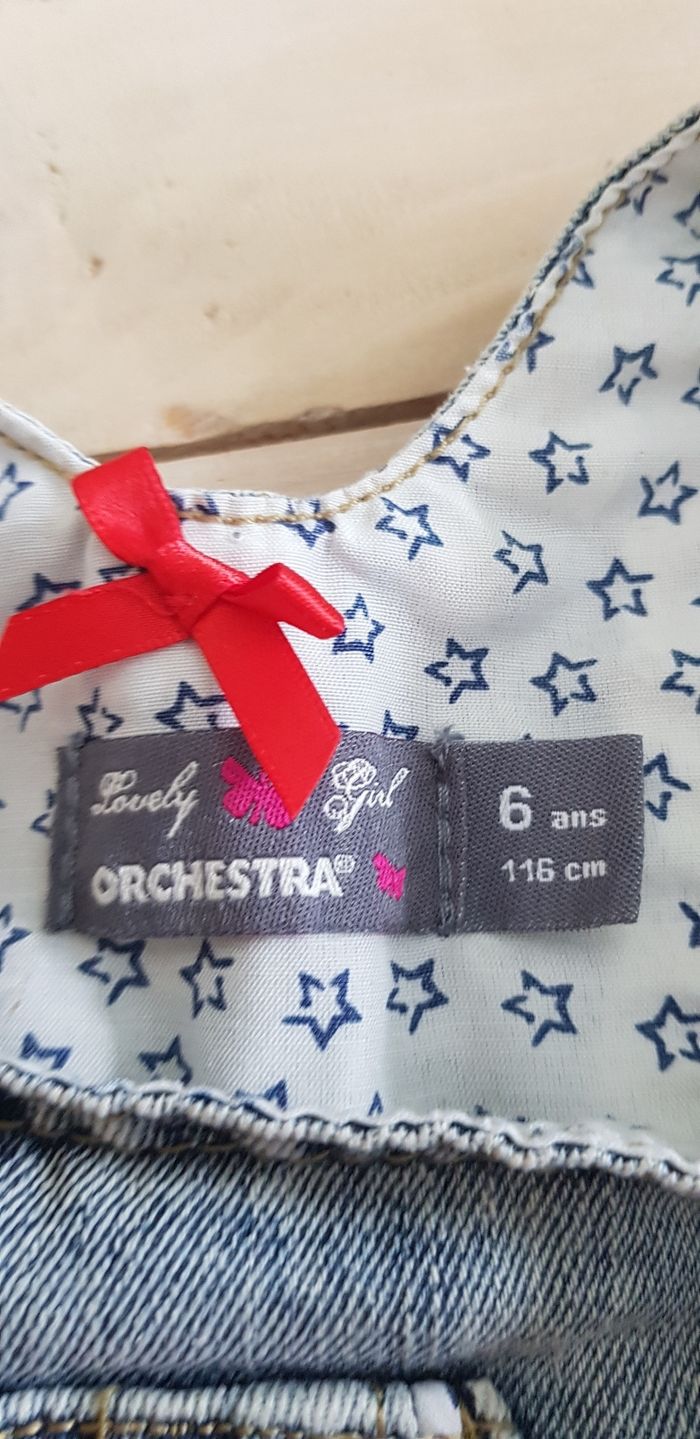 Lovely Girl
ORCHESTRA®
6 ans
116 cm